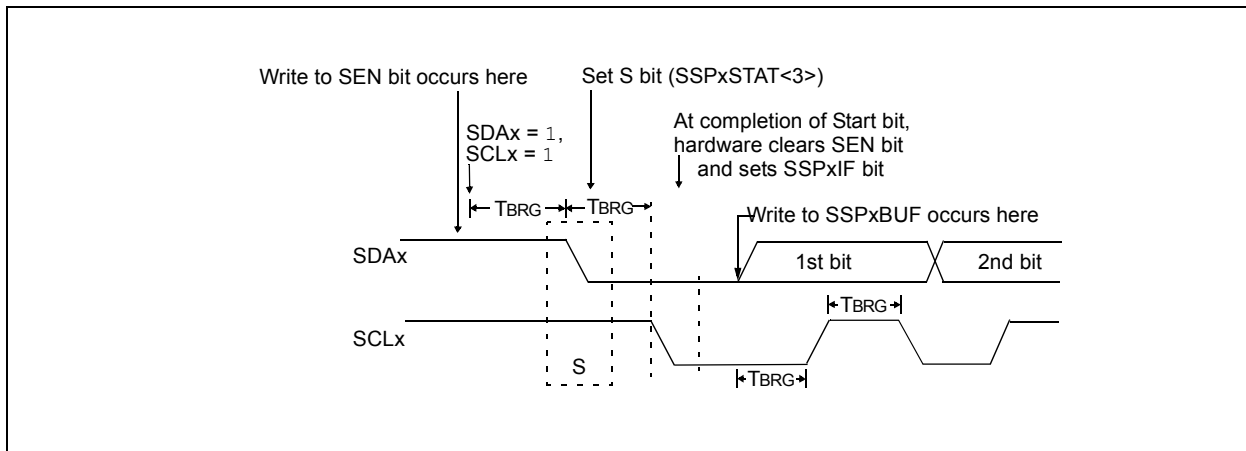 Write to SEN bit occurs here
Set S bit (SSPxSTAT<3>)
SDAx = 1,
SCLx = 1
At completion of Start bit,
hardware clears SEN bit
and sets SSPxIF bit
TBRG
TBRG
Write to SSPxBUF occurs here
SDAx
1st bit
2nd bit
TBRG
SCLx
S
TBRG